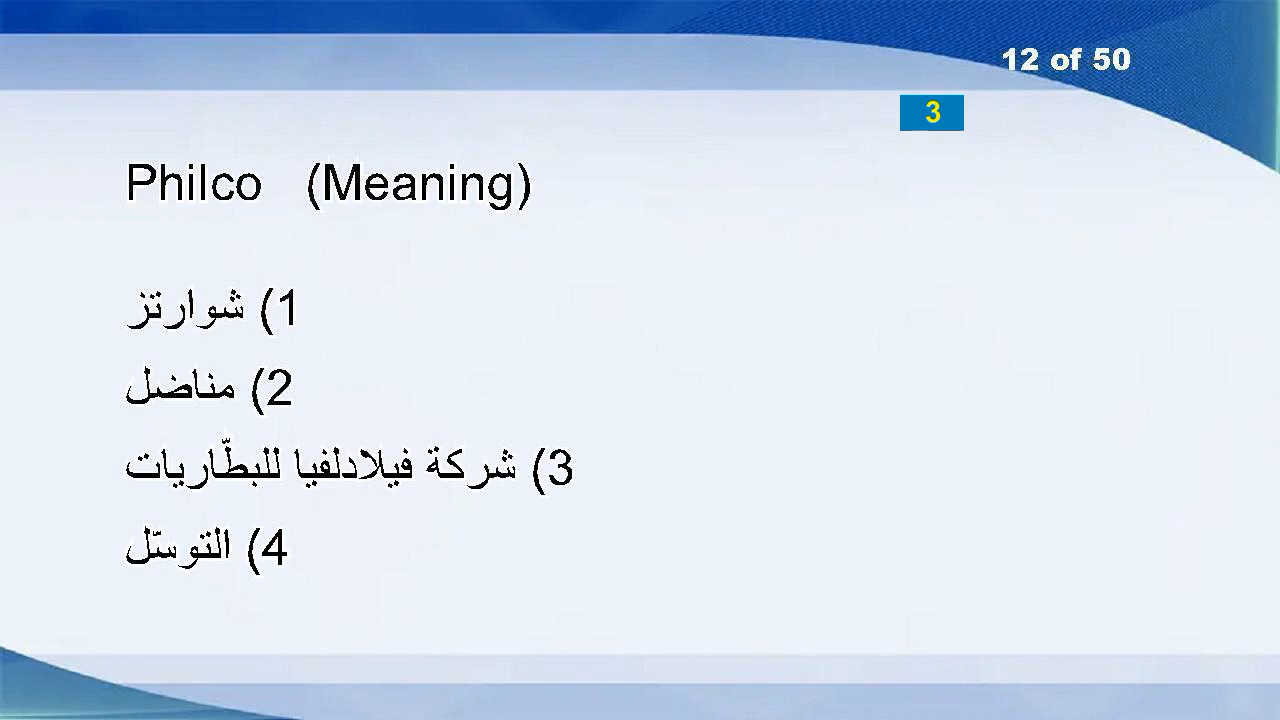 12 of 50
3
Philco (Meaning)
1) شوارتز
2) مناضل
3) شركة فيلادلفيا للبطّاريات
4) التوسّل